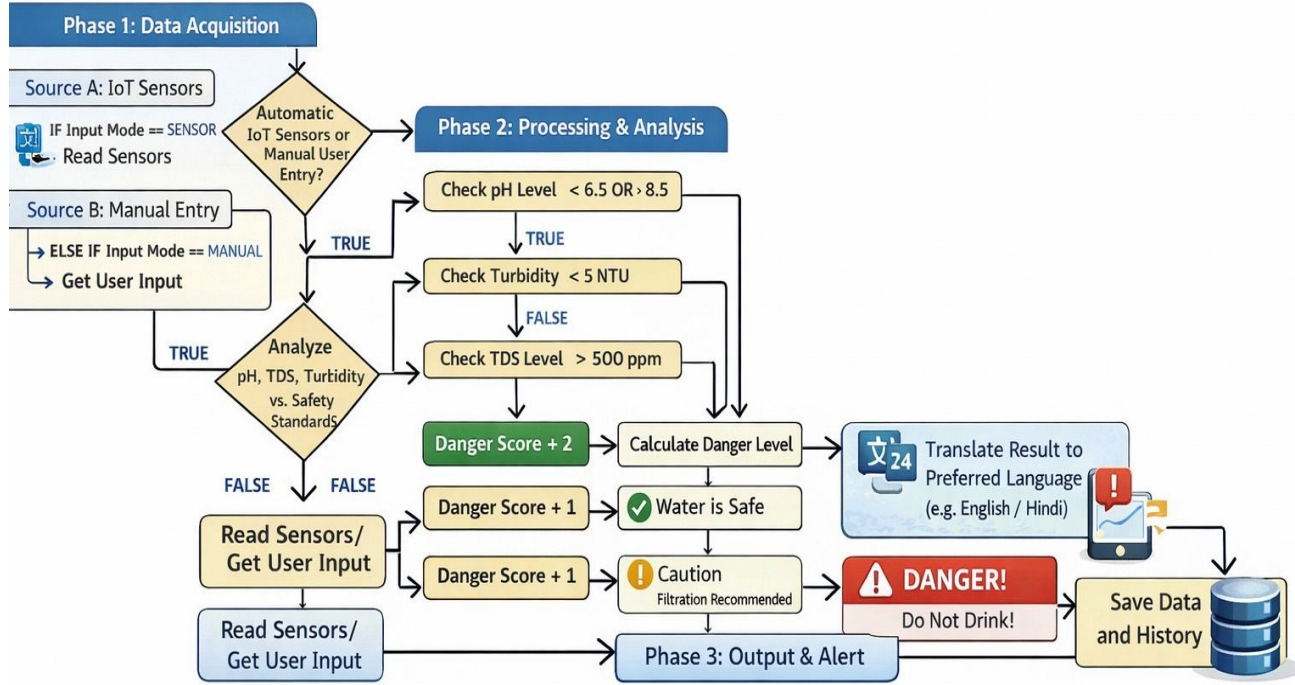 Phase 1: Data Acquisition
Source A: IoT Sensors
IF Input Mode == SENSOR
Read Sensors
Source B: Manual Entry
ELSE IF Input Mode == MANUAL
Get User Input
Automatic
IoT Sensors or
Manual User
Entry?
TRUE
TRUE
Analyze
pH, TDS, Turtidity
vs. Safety
Standards
FALSE
FALSE
Read Sensors/
Get User Input
Read Sensors/
Get User Input
Phase 2: Processing & Analysis
Check pH Level < 6.5 OR › 8.5
TRUE
Check Turbidity < 5 NTU
FALSE
Check TDS Level > 500 ppm
Danger Score + 2
Danger Score + 1
Danger Score + 1
Calculate Danger Level
Water is Safe
! Caution
Filtration Recommended
文 24
Translate Result to
Preferred Language
(e.g. English / Hindi)
!
! DANGER!
Do Not Drink!
Save Data
and History
Phase 3: Output & Alert